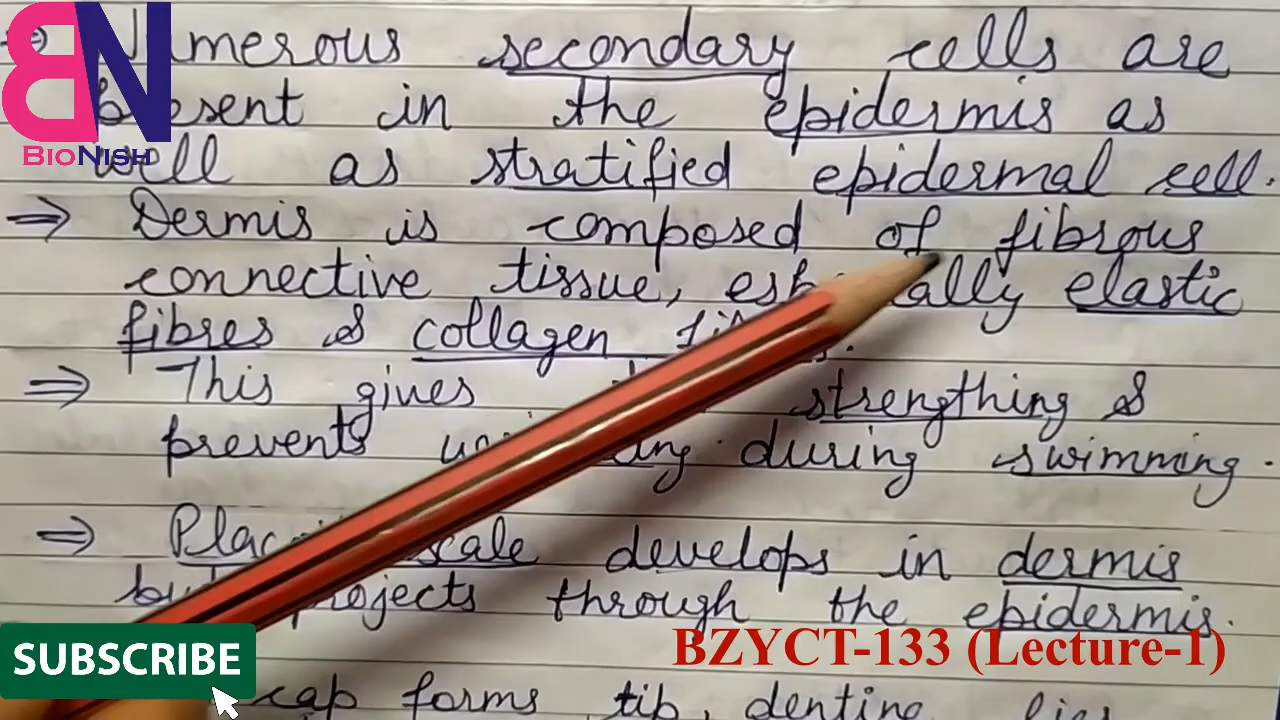 ⇒ Numerous secondary cells are
present in the epidermis as
BN
BIONISH
well as stratified epidermal cell.
⇒ Dermis is composed of fibrous
connective tissue, ally elastic
fibres & collagen
⇒ This gives strengthing &
prevents during swimming.
⇒ scale develops in dermis
projects through the epidermis.
BZYCT-133 (Lecture-1)
SUBSCRIBE
cap forms tip, dentine lies